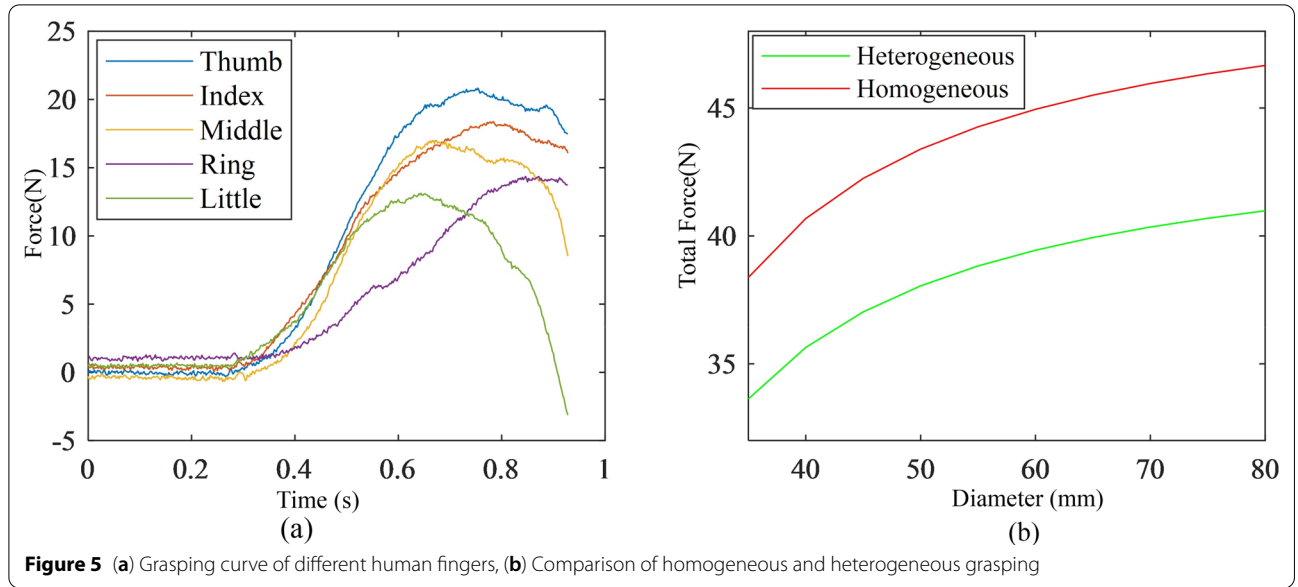 25
20
15
10
5
0
-5
Force(N)
Thumb
Index
Middle
Ring
Little
0 0.2 0.4 0.6 0.8 1
Time (s)
(a)
45
40
35
Total Force(N)
Heterogeneous
Homogeneous
40 50 60 70 80
Diameter (mm)
(b)
Figure 5 (a) Grasping curve of different human fingers, (b) Comparison of homogeneous and heterogeneous grasping